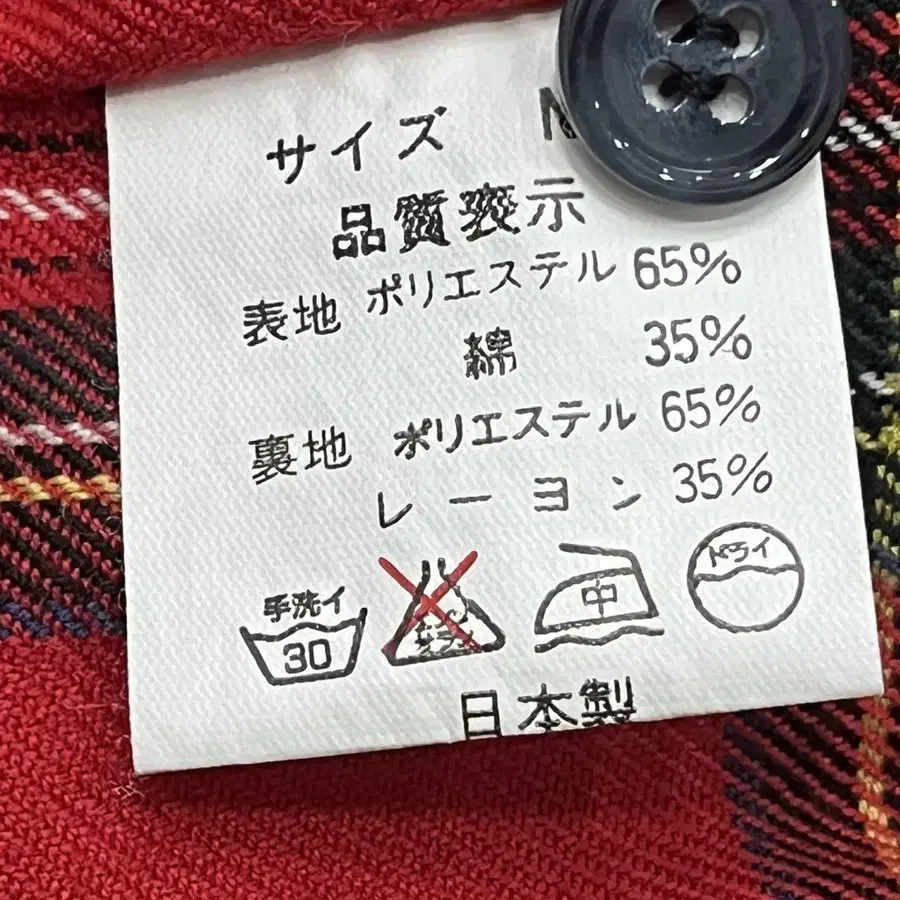 サイズ
品質表示
表地 ポリエステル 65%
綿 35%
裏地 ポリエステル 65%
レーヨン 35%
手洗イ
30
中
ドライ
日本製